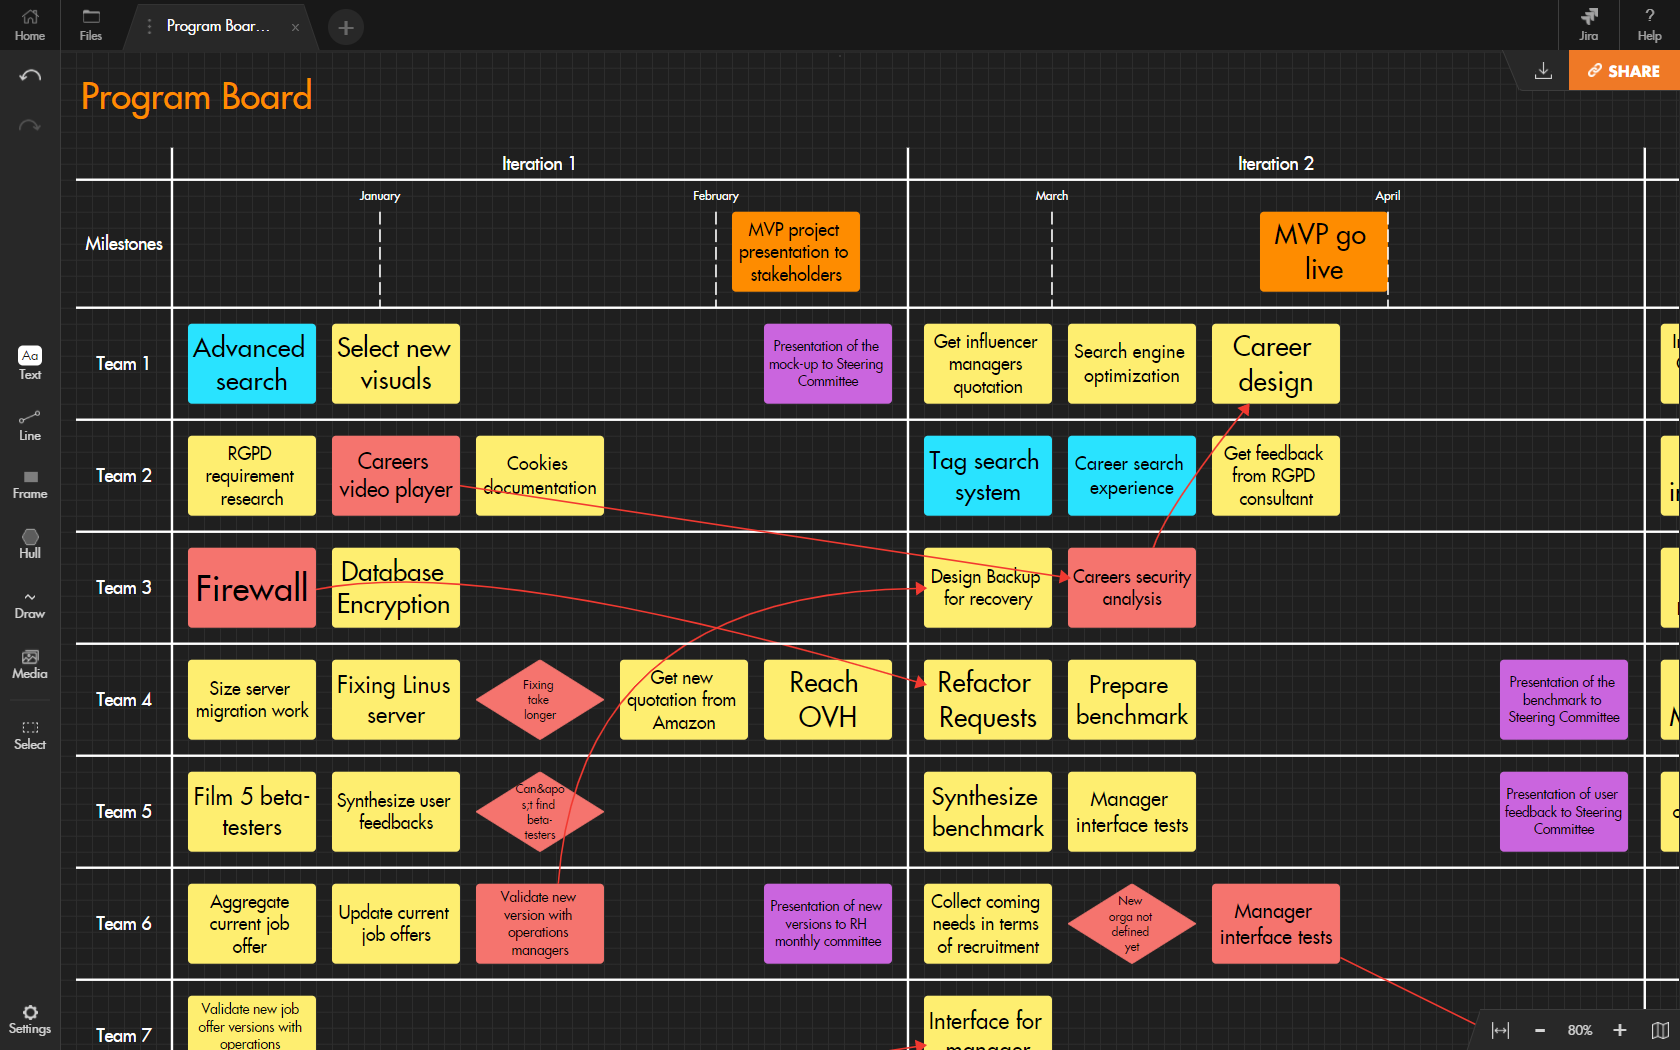 Home
Files
Program Boar...
x
Jira
Help
SHARE
Program Board
Iteration 1
Iteration 2
January
February
March
April
Milestones
MVP project
presentation to
stakeholders
MVP go
live
Team 1
Advanced
search
Select new
visuals
Presentation of the
mock-up to Steering
Committee
Get influencer
managers
quotation
Search engine
optimization
Career
design
Team 2
RGPD
requirement
research
Careers
video player
Cookies
documentation
Tag search
system
Career search
experience
Get feedback
from RGPD
consultant
Team 3
Firewall
Database
Encryption
Design Backup
for recovery
Careers security
analysis
Team 4
Size server
migration work
Fixing Linus
server
Fixing
take
longer
Get new
quotation from
Amazon
Reach
OVH
Refactor
Requests
Prepare
benchmark
Presentation of the
benchmark to
Steering Committee
Team 5
Film 5 beta-
testers
Synthesize user
feedbacks
Can&apo
s;t find
beta-
testers
Synthesize
benchmark
Manager
interface tests
Presentation of user
feedback to Steering
Committee
Team 6
Aggregate
current job
offer
Update current
job offers
Validate new
version with
operations
managers
Presentation of new
versions to RH
monthly committee
Collect coming
needs in terms
of recruitment
New
orga not
defined
yet
Manager
interface tests
Team 7
Validate new job
offer versions with
operations
Interface for
manager
Aa
Text
Line
Frame
Hull
Draw
Media
Select
Settings
80%